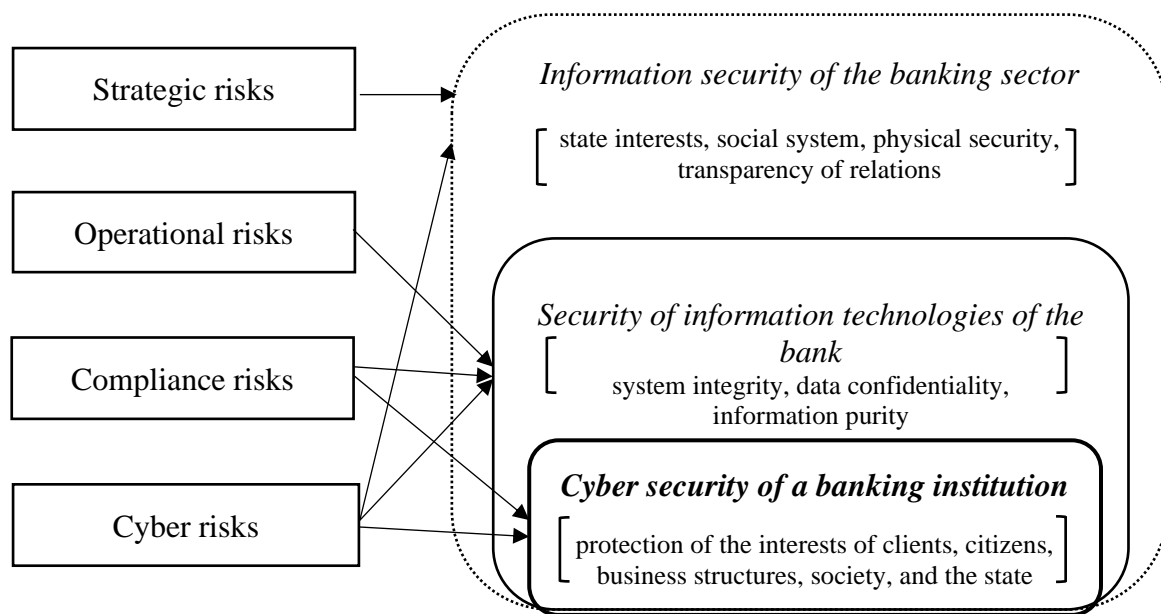 Strategic risks
Operational risks
Compliance risks
Cyber risks
Information security of the banking sector
state interests, social system, physical security,
transparency of relations
Security of information technologies of the
bank
system integrity, data confidentiality,
information purity
Cyber security of a banking institution
protection of the interests of clients, citizens,
business structures, society, and the state